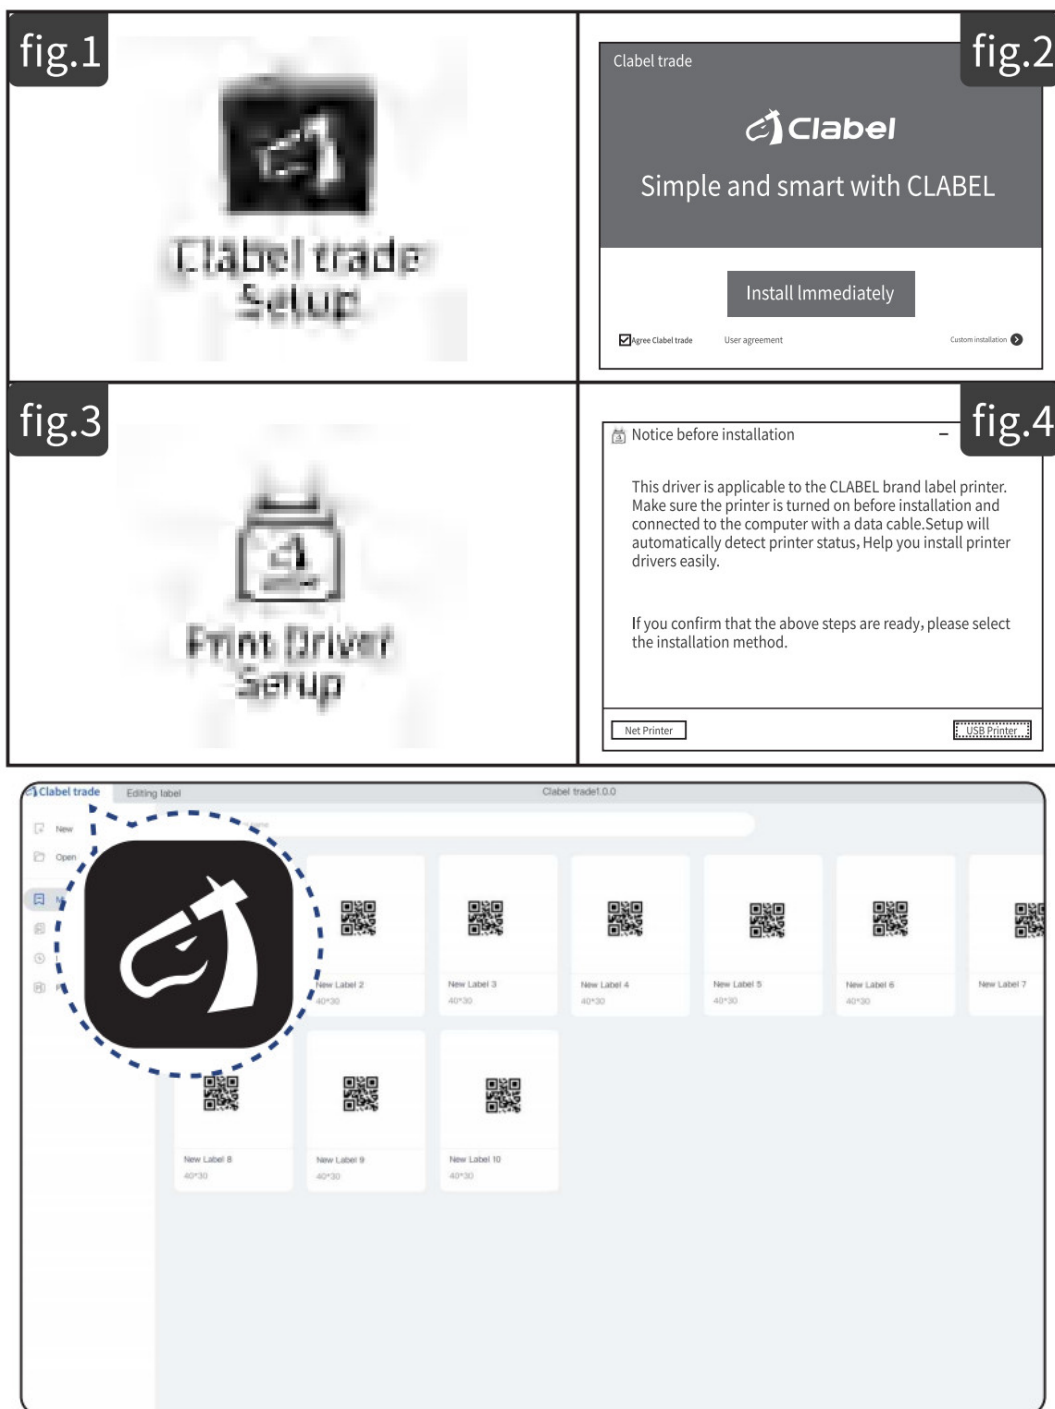 fig.1
Clabel trade
Setup
fig.2
Clabel trade
Clabel
Simple and smart with CLABEL
Install lmmediately
Agree Clabel trade
User agreement
Custom installation
fig.3
Print Driver
Setup
fig.4
Notice before installation
This driver is applicable to the CLABEL brand label printer.
Make sure the printer is turned on before installation and
connected to the computer with a data cable.Setup will
automatically detect printer status, Help you install printer
drivers easily.
If you confirm that the above steps are ready, please select
the installation method.
Net Printer
USB Printer
Clabel trade
Editing label
Clabel trade1.0.0
New
Open
New Label 2
40*30
New Label 3
40*30
New Label 4
40*30
New Label 5
40*30
New Label 6
40*30
New Label 7
New Label 8
40*30
New Label 9
40*30
New Label 10
40*30